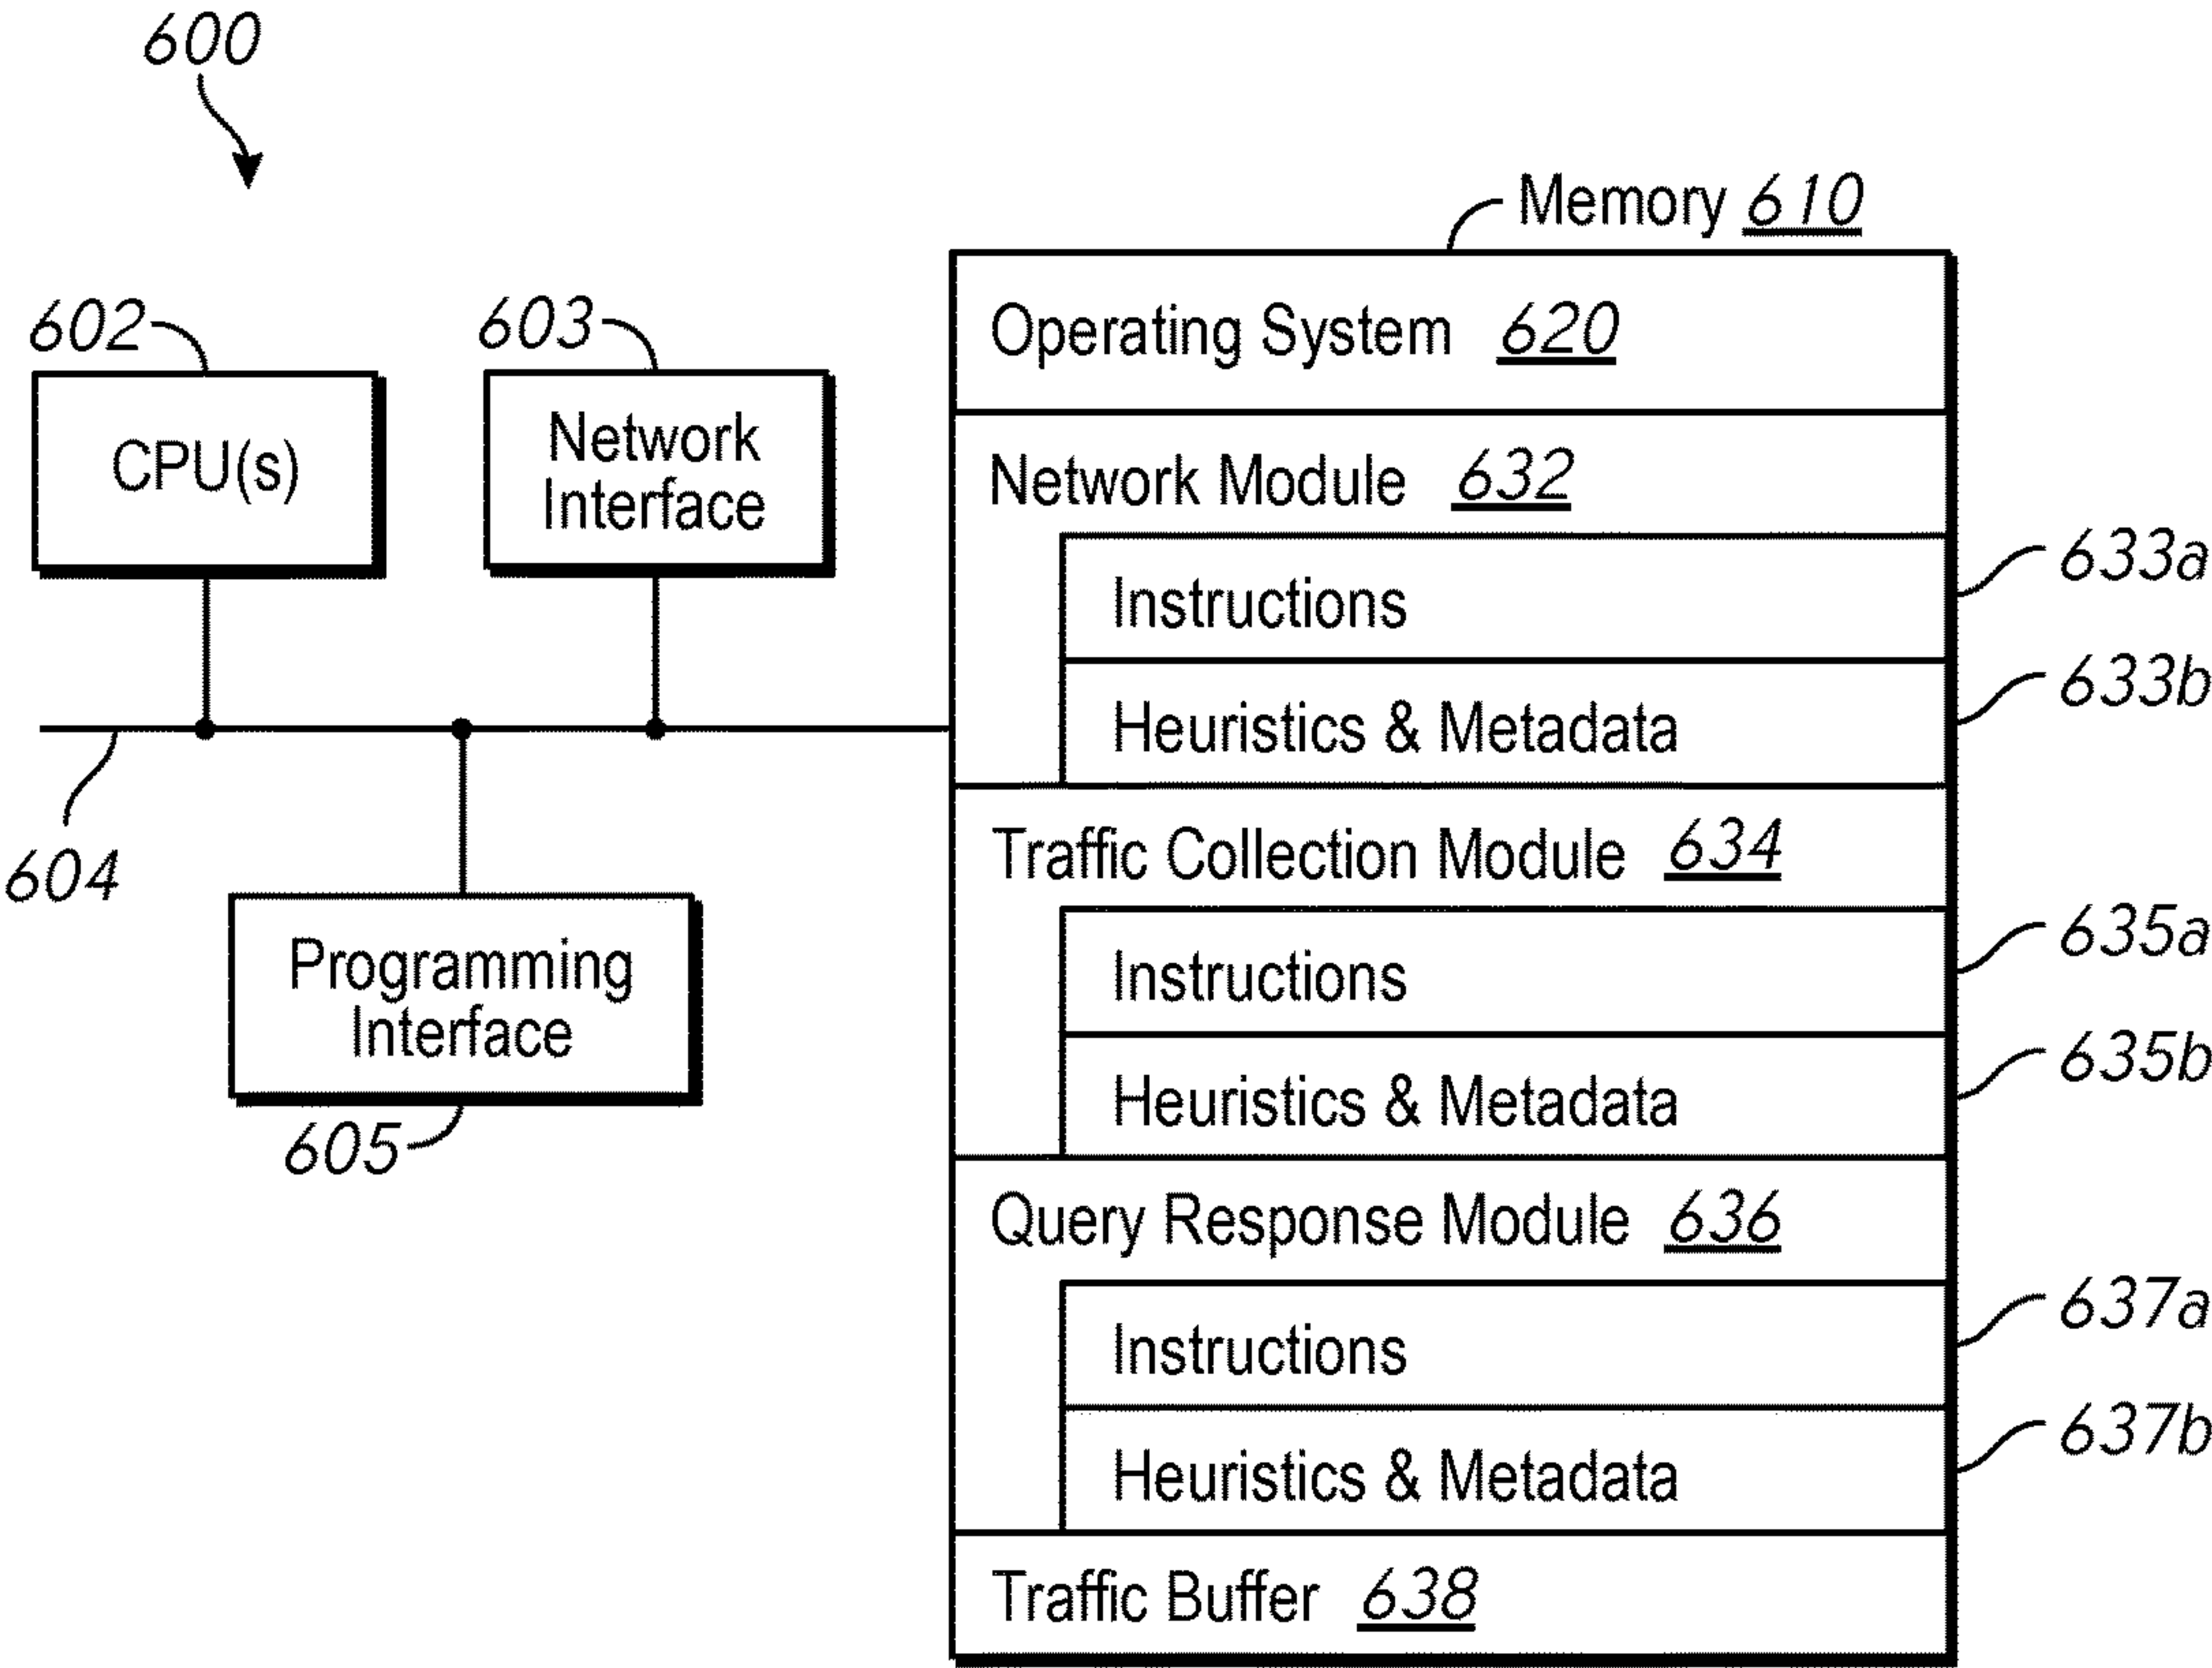 600
Memory 610
602
603
CPU(s)
Network
Interface
604
Programming
Interface
605
Operating System 620
Network Module 632
Instructions
633a
Heuristics & Metadata
633b
Traffic Collection Module 634
Instructions
635a
Heuristics & Metadata
635b
Query Response Module 636
Instructions
637a
Heuristics & Metadata
637b
Traffic Buffer 638